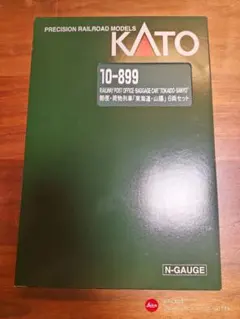 PRECISION RAILROAD MODELS
KATO
10-899
RAILWAY POST OFFICE・BAGGAGE CAR "TOKAIDO・SANYO"
郵便・荷物列車「東海道・山陽」6両セット
N-GAUGE
Leica